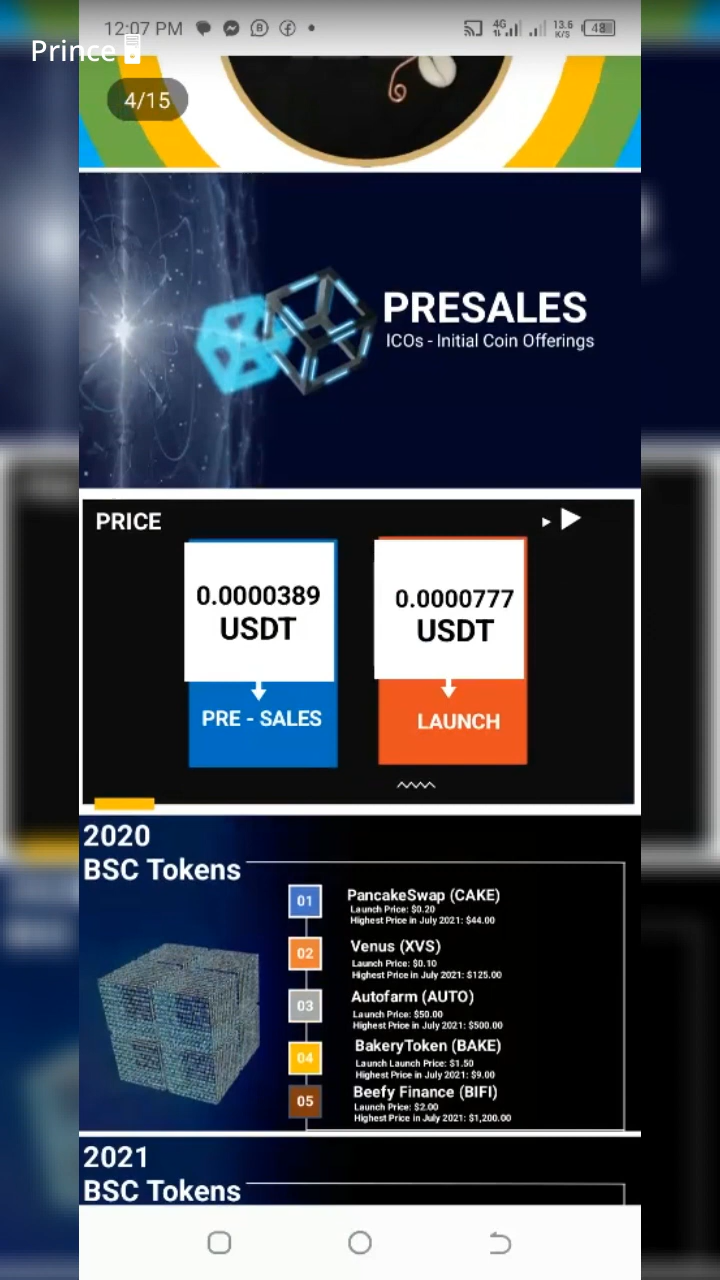 12:07 PM
4G
13.6
K/S
48
Prince
4/15
PRESALES
ICOs - Initial Coin Offerings
PRICE
0.0000389
USDT
PRE - SALES
0.0000777
USDT
LAUNCH
2020
BSC Tokens
01
PancakeSwap (CAKE)
Launch Price: $0.20
Highest Price in July 2021: $44.00
02
Venus (XVS)
Launch Price: $0.10
Highest Price in July 2021: $125.00
03
Autofarm (AUTO)
Launch Price: $50.00
Highest Price in July 2021: $500.00
04
BakeryToken (BAKE)
Launch Launch Price: $1.50
Highest Price in July 2021: $9.00
05
Beefy Finance (BIFI)
Launch Price: $2.00
Highest Price in July 2021: $1,200.00
2021
BSC Tokens